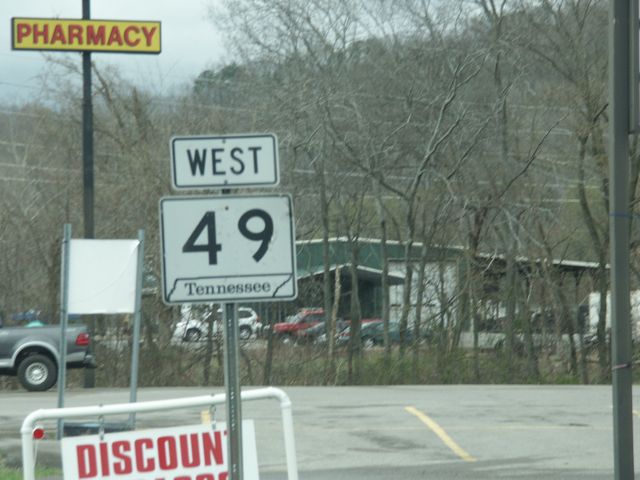 PHARMACY
WEST
49
Tennessee
DISCOUN